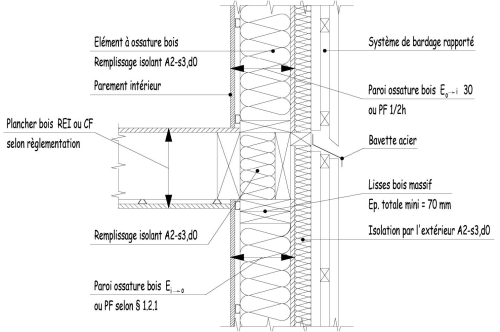 Elément à ossature bois
Remplissage isolant A2-s3,d0
Parement intérieur
Plancher bois REI ou CF
selon règlementation
Remplissage isolant A2-s3,d0
Paroi ossature bois E i→o
ou PF selon § 1,2,1
Système de bardage rapporté
Paroi ossature bois E o→i 30
ou PF 1/2h
Bavette acier
Lisses bois massif
Ep. totale mini = 70 mm
Isolation par l'extérieur A2-s3,d0